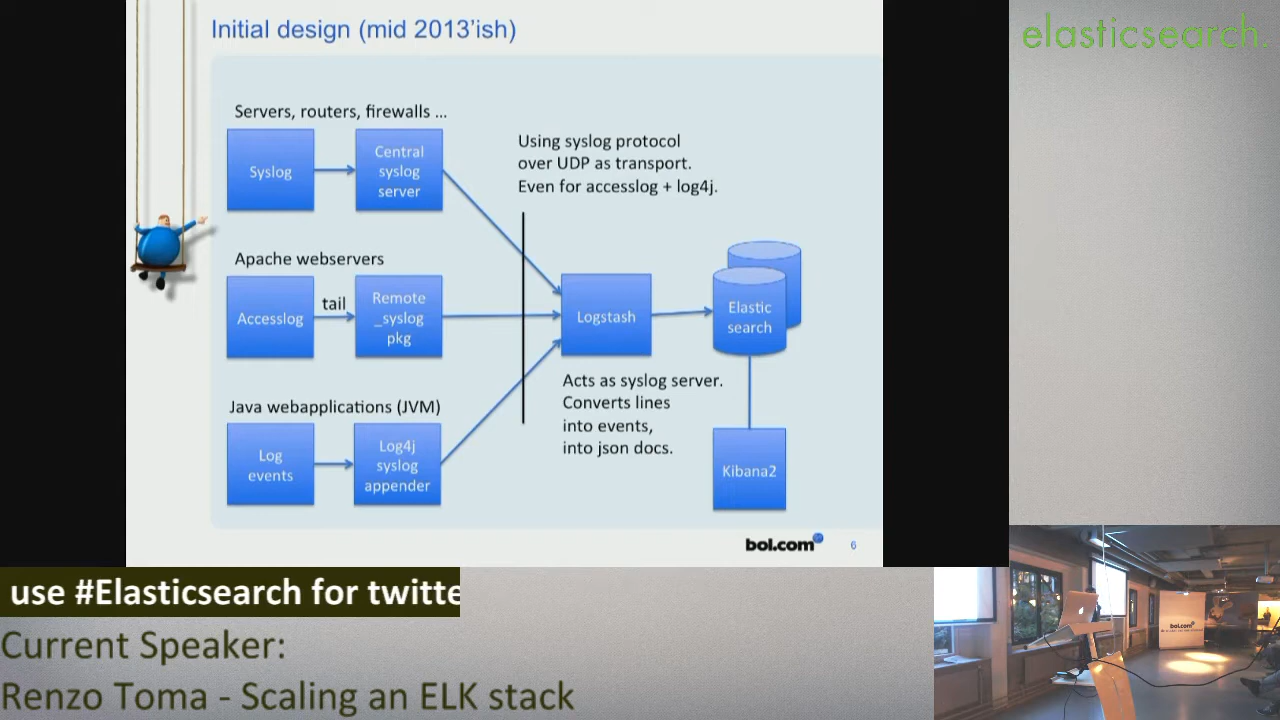 Initial design (mid 2013'ish)
elasticsearch.
Servers, routers, firewalls ...
Syslog
Central
syslog
server
Using syslog protocol
over UDP as transport.
Even for accesslog + log4j.
Apache webservers
Accesslog
tail
Remote
_syslog
pkg
Logstash
Elastic
search
Acts as syslog server.
Converts lines
into events,
into json docs.
Java webapplications (JVM)
Log
events
Log4j
syslog
appender
Kibana2
bol.com
6
use #Elasticsearch for twitte
Current Speaker:
Renzo Toma - Scaling an ELK stack
bol.com